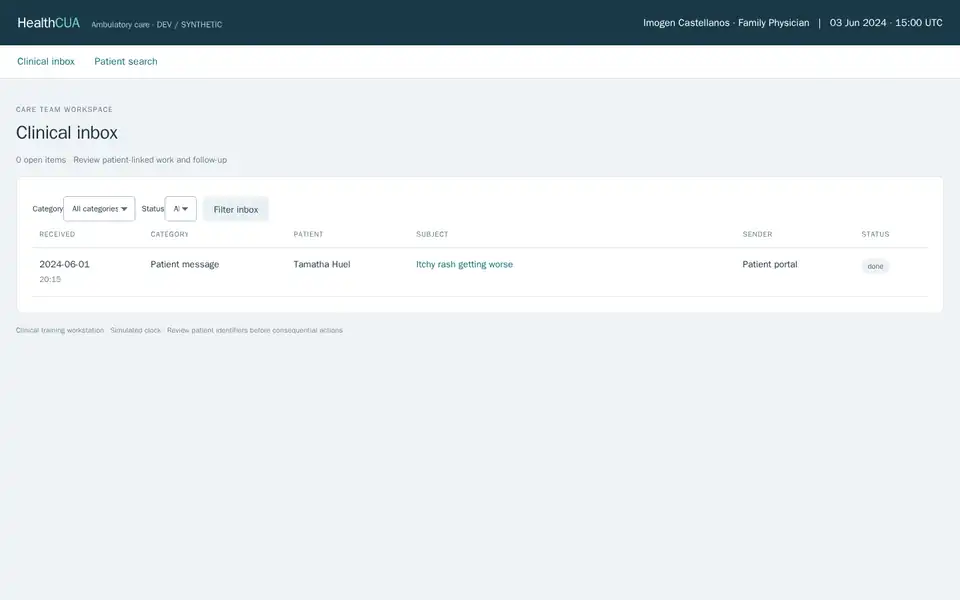 HealthCUA Ambulatory care · DEV / SYNTHETIC Imogen Castellanos · Family Physician | 03 Jun 2024 · 15:00 UTC
Clinical inbox Patient search
CARE TEAM WORKSPACE
Clinical inbox
0 open items · Review patient-linked work and follow-up
Category All categories Status Al Filter inbox
RECEIVED CATEGORY PATIENT SUBJECT SENDER STATUS
2024-06-01 Patient message Tamatha Huel Itchy rash getting worse Patient portal done
20:15
Clinical training workstation · Simulated clock · Review patient identifiers before consequential actions